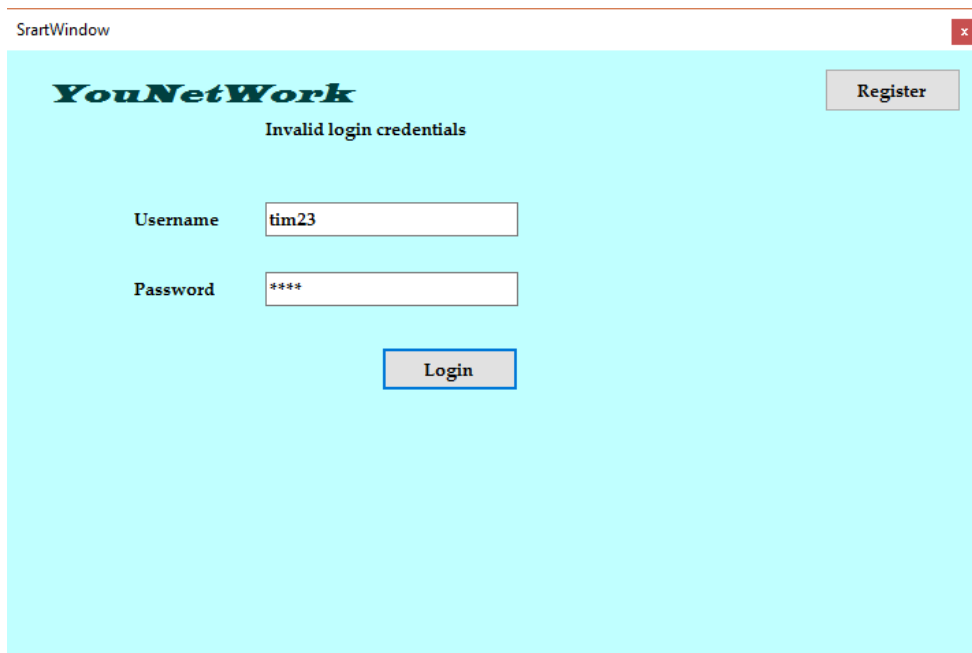 SrartWindow
x
YouNetWork
Register
Invalid login credentials
Username tim23
Password ****
Login